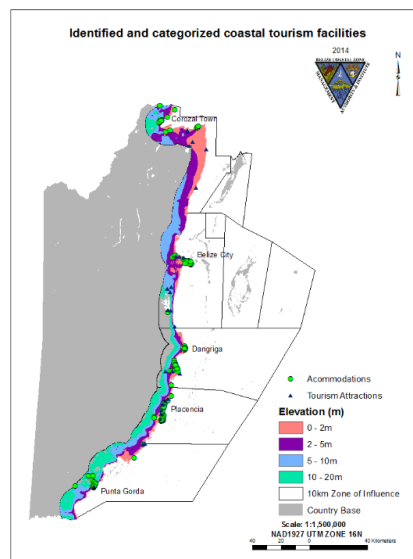 Identified and categorized coastal tourism facilities
2014
N
Corozal Town
Belize City
Dangriga
Placencia
Punta Gorda
Acommodations
Tourism Attractions
Elevation (m)
0 - 2m
2 - 5m
5 - 10m
10 - 20m
10km Zone of Influence
Country Base
Scale: 1:1,500,000
NAD1927 UTM ZONE 16N
40 20 0 40 Kilometers